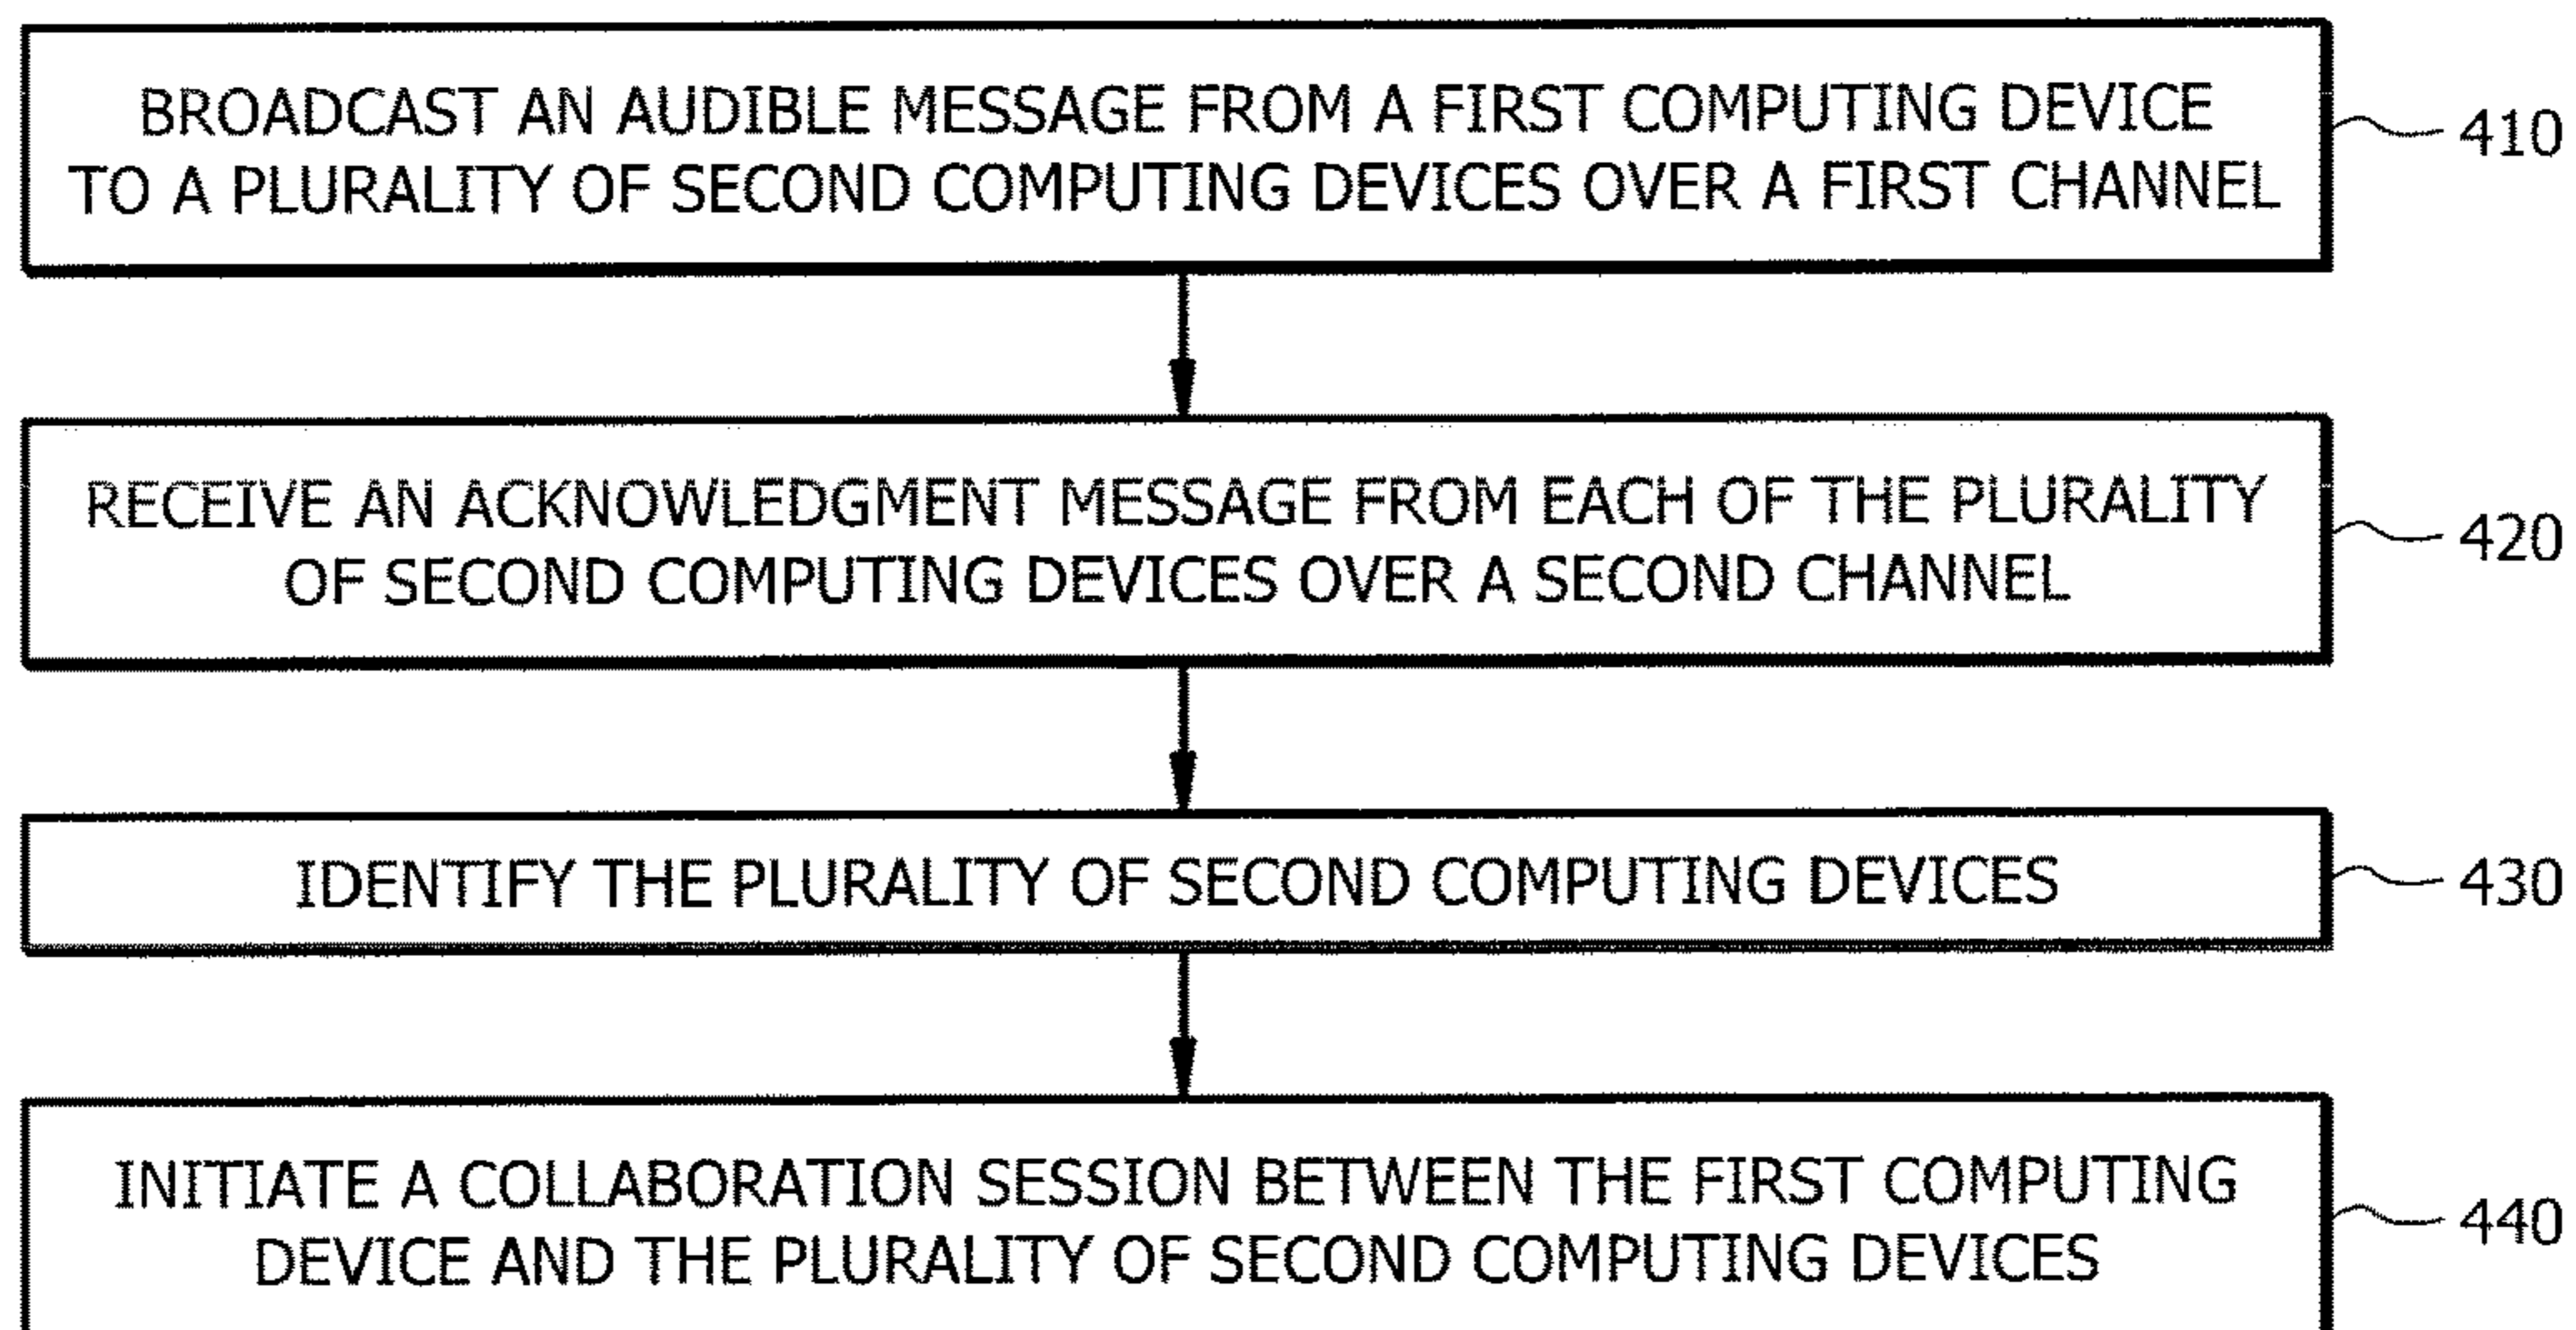 BROADCAST AN AUDIBLE MESSAGE FROM A FIRST COMPUTING DEVICE
TO A PLURALITY OF SECOND COMPUTING DEVICES OVER A FIRST CHANNEL
410
RECEIVE AN ACKNOWLEDGMENT MESSAGE FROM EACH OF THE PLURALITY
OF SECOND COMPUTING DEVICES OVER A SECOND CHANNEL
420
IDENTIFY THE PLURALITY OF SECOND COMPUTING DEVICES
430
INITIATE A COLLABORATION SESSION BETWEEN THE FIRST COMPUTING
DEVICE AND THE PLURALITY OF SECOND COMPUTING DEVICES
440